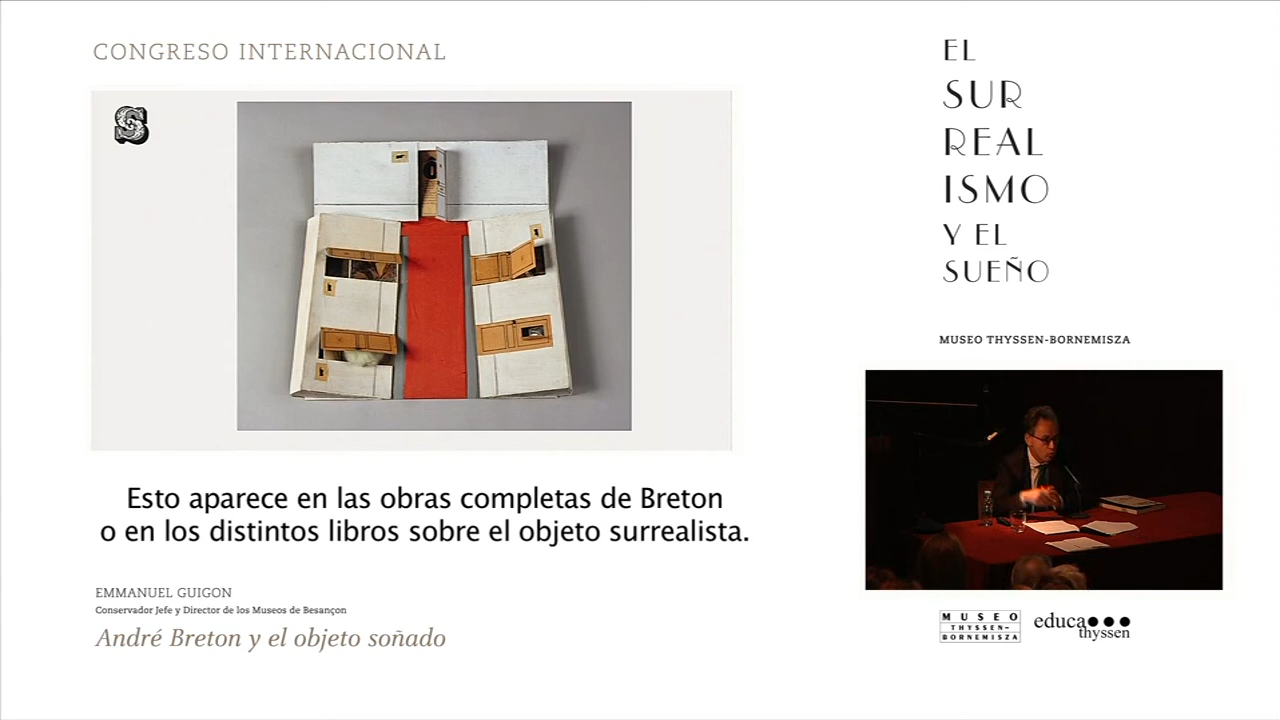 CONGRESO INTERNACIONAL
S
EL
SUR
REAL
ISMO
Y EL
SUEÑO
MUSEO THYSSEN-BORNEMISZA
Esto aparece en las obras completas de Breton
o en los distintos libros sobre el objeto surrealista.
EMMANUEL GUIGON
Conservador Jefe y Director de los Museos de Besançon
André Breton y el objeto soñado
MUSEO
THYSSEN-
BORNEMISZA
educa
thyssen